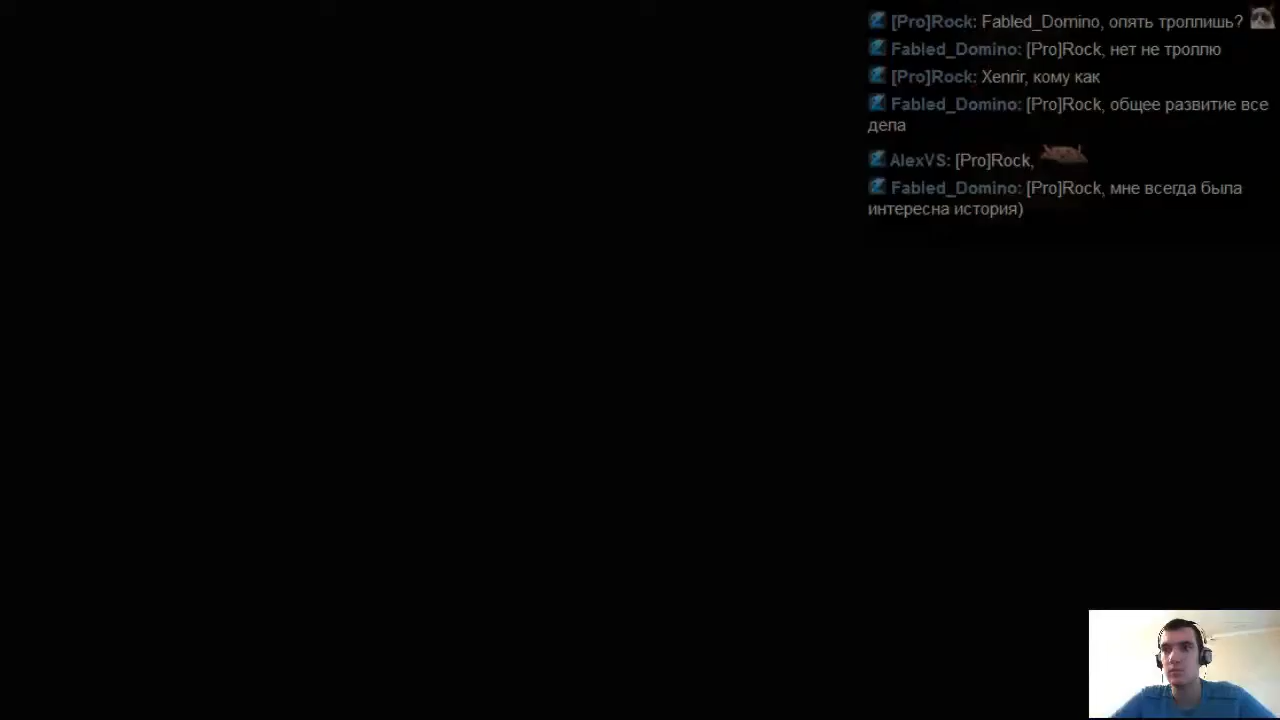 [Pro]Rock: Fabled_Domino, опять троллишь?
Fabled_Domino: [Pro]Rock, нет не троллю
[Pro]Rock: Xenrir, кому как
Fabled_Domino: [Pro]Rock, общее развитие все
дела
AlexVS: [Pro]Rock,
Fabled_Domino: [Pro]Rock, мне всегда была
интересна история)